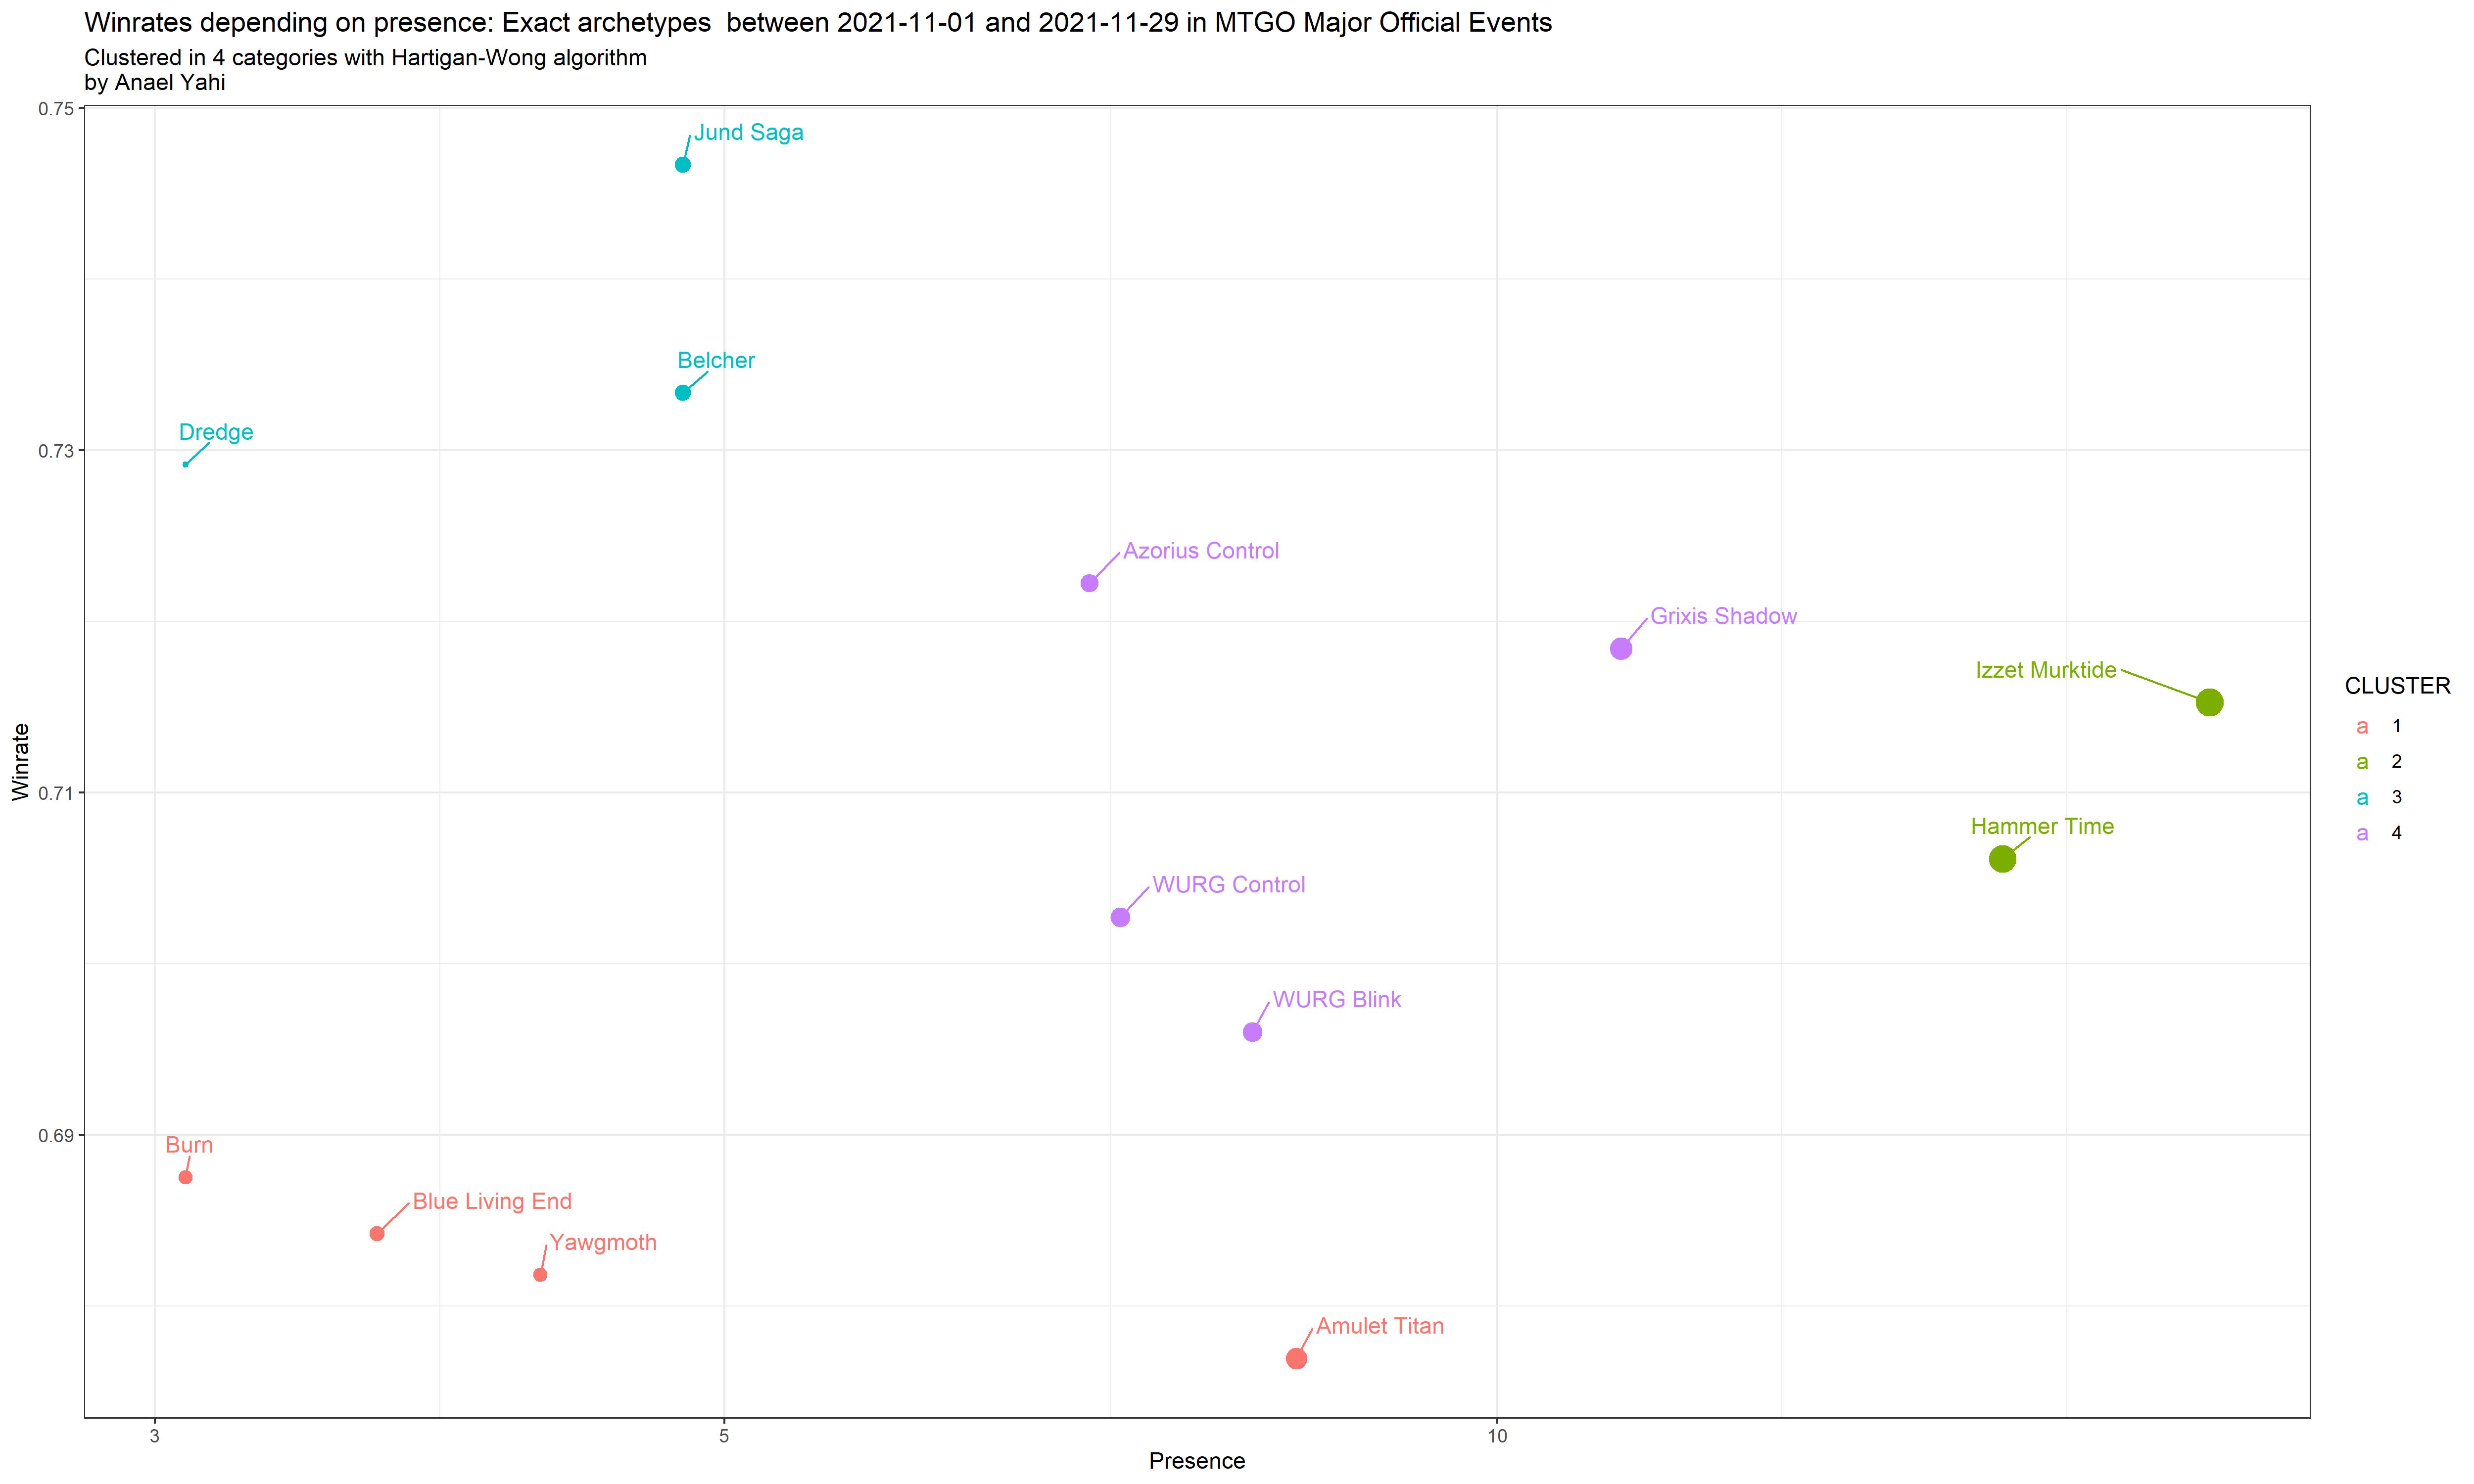 Winrates depending on presence: Exact archetypes  between 2021-11-01 and 2021-11-29 in MTGO Major Official Events
Clustered in 4 categories with Hartigan-Wong algorithm
by Anael Yahi
0.75
Jund Saga
Belcher
Dredge
0.73
Azorius Control
Grixis Shadow
Izzet Murktide
CLUSTER
a 1
a 2
a 3
a 4
Winrate
0.71
Hammer Time
WURG Control
WURG Blink
0.69
Burn
Blue Living End
Yawgmoth
Amulet Titan
3
5
10
Presence